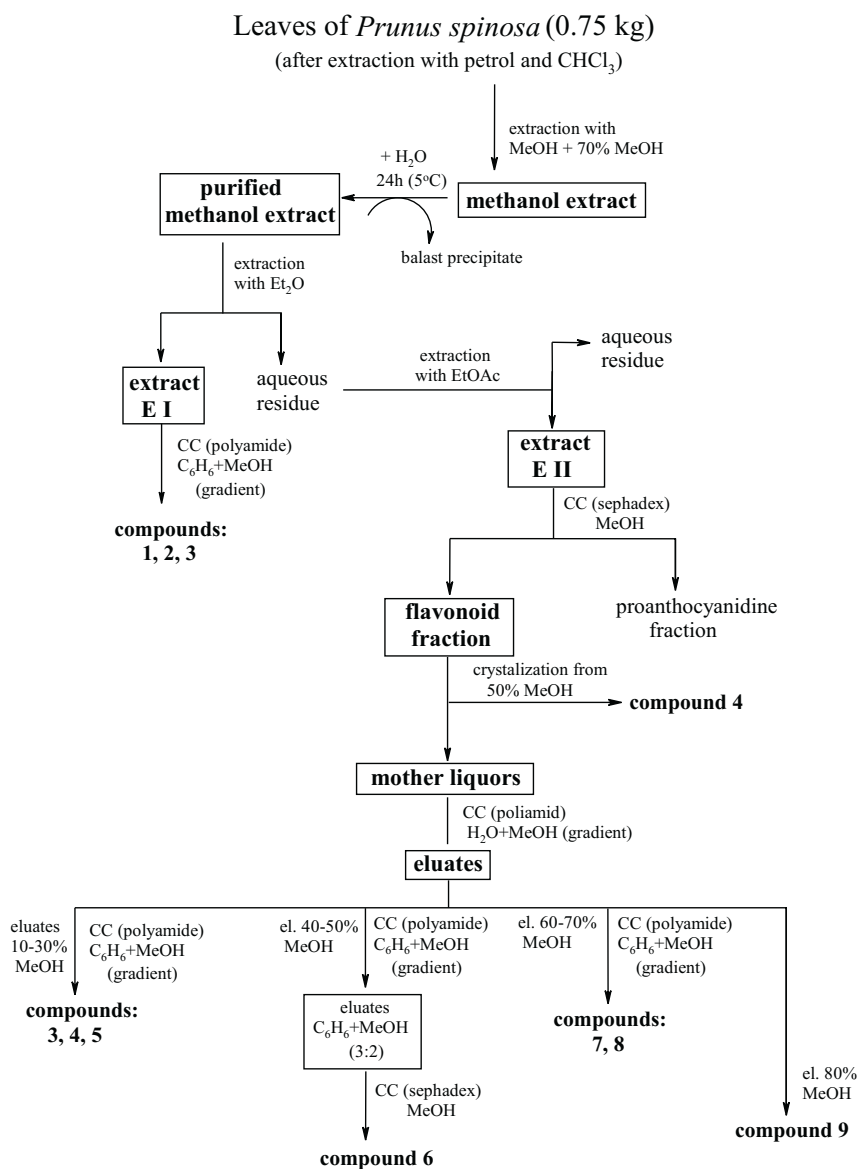 Leaves of Prunus spinosa (0.75 kg)
(after extraction with petrol and CHCl₃)
extraction with
MeOH + 70% MeOH
+ H₂O
24h (5°C)
purified
methanol extract
methanol extract
balast precipitate
extraction
with Et₂O
extract
E I
aqueous
residue
extraction
with EtOAc
aqueous
residue
extract
E II
CC (polyamide)
C₆H₆+MeOH
(gradient)
compounds:
1, 2, 3
CC (sephadex)
MeOH
flavonoid
fraction
proanthocyanidine
fraction
crystalization from
50% MeOH
compound 4
mother liquors
CC (poliamid)
H₂O+MeOH (gradient)
eluates
eluates
10-30%
MeOH
CC (polyamide)
C₆H₆+MeOH
(gradient)
compounds:
3, 4, 5
el. 40-50%
MeOH
CC (polyamide)
C₆H₆+MeOH
(gradient)
eluates
C₆H₆+MeOH
(3:2)
CC (sephadex)
MeOH
compound 6
el. 60-70%
MeOH
CC (polyamide)
C₆H₆+MeOH
(gradient)
compounds:
7, 8
el. 80%
MeOH
compound 9